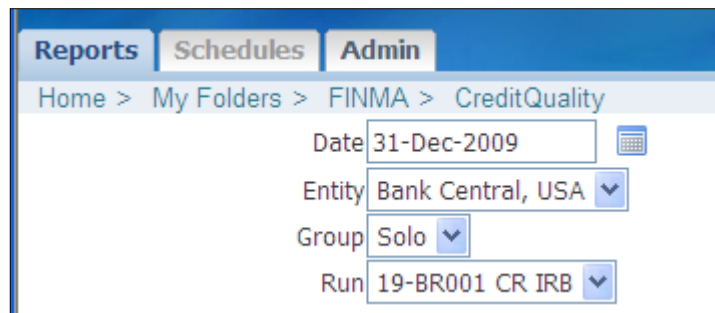 Reports Schedules Admin
Home > My Folders > FINMA > CreditQuality
Date 31-Dec-2009
Entity Bank Central, USA
Group Solo
Run 19-BR001 CR IRB